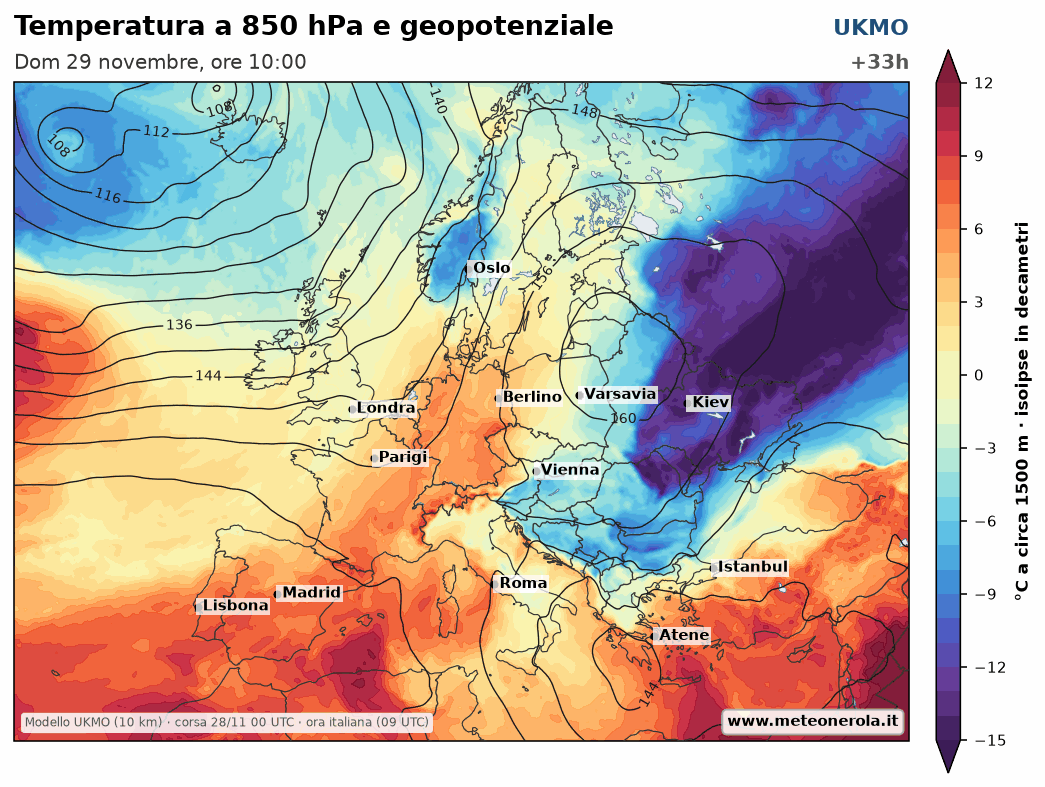 Temperatura a 850 hPa e geopotenziale
UKMO
Dom 29 novembre, ore 10:00
+33h
108
108
112
116
140
148
156
136
144
160
144
Oslo
Berlino
Varsavia
Kiev
Londra
Parigi
Vienna
Istanbul
Roma
Madrid
Lisbona
Atene
Modello UKMO (10 km) · corsa 28/11 00 UTC · ora italiana (09 UTC)
www.meteonerola.it
12
9
6
3
0
−3
−6
−9
−12
−15
°C a circa 1500 m · isoipse in decametri